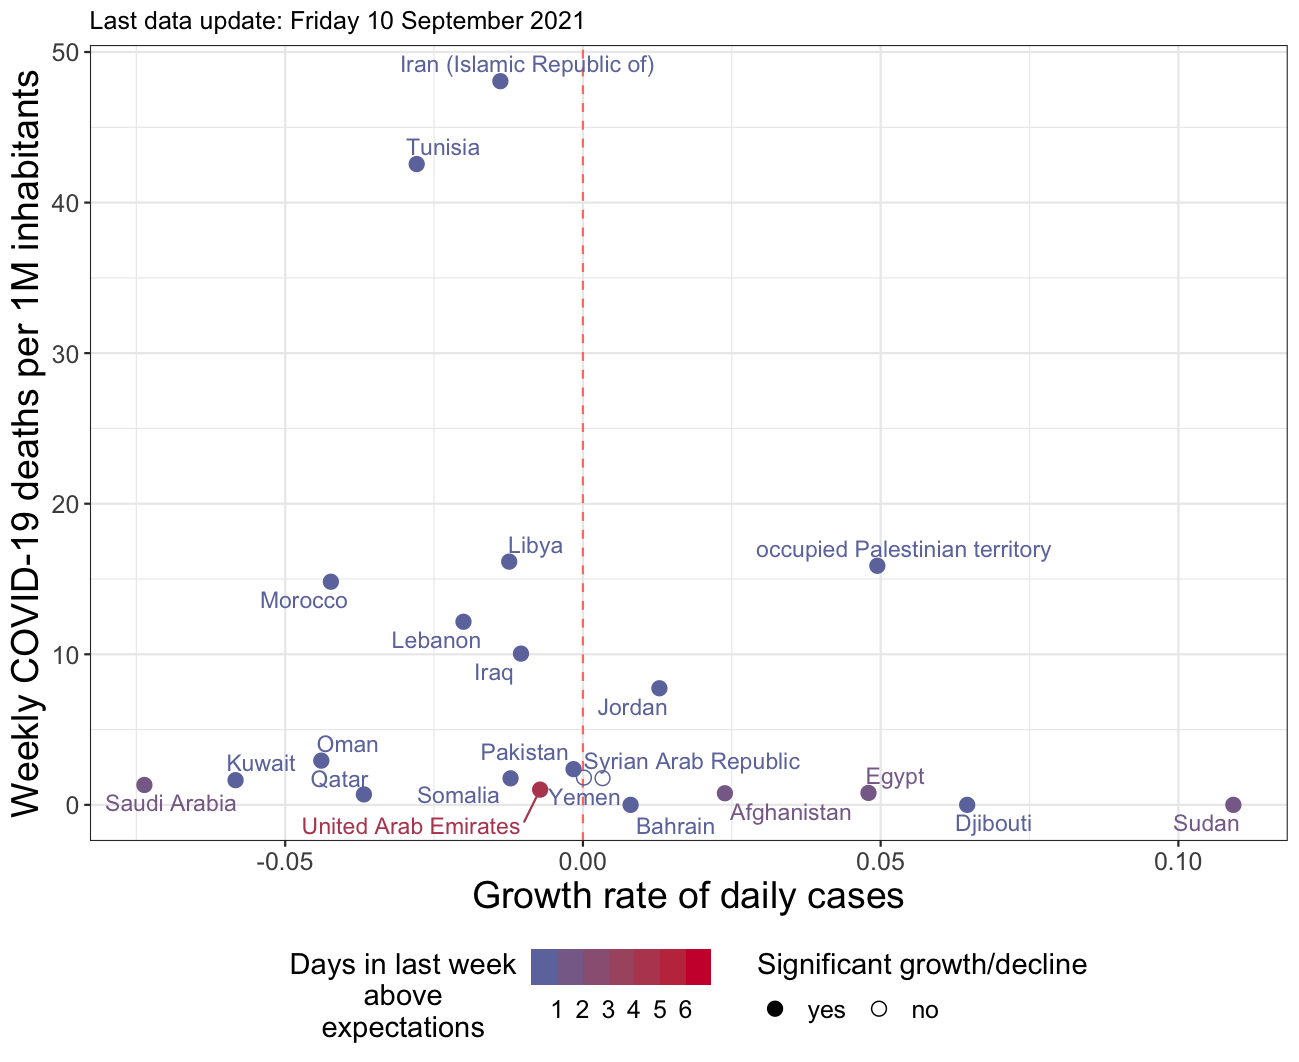 Last data update: Friday 10 September 2021
Weekly COVID-19 deaths per 1M inhabitants
50
40
30
20
10
0
Iran (Islamic Republic of)
Tunisia
Libya
occupied Palestinian territory
Morocco
Lebanon
Iraq
Jordan
Oman
Pakistan
Kuwait
Syrian Arab Republic
Qatar
Egypt
Somalia
Yemen
Saudi Arabia
Afghanistan
United Arab Emirates
Bahrain
Djibouti
Sudan
-0.05
0.00
0.05
0.10
Growth rate of daily cases
Days in last week
above
expectations
1 2 3 4 5 6
Significant growth/decline
yes
no